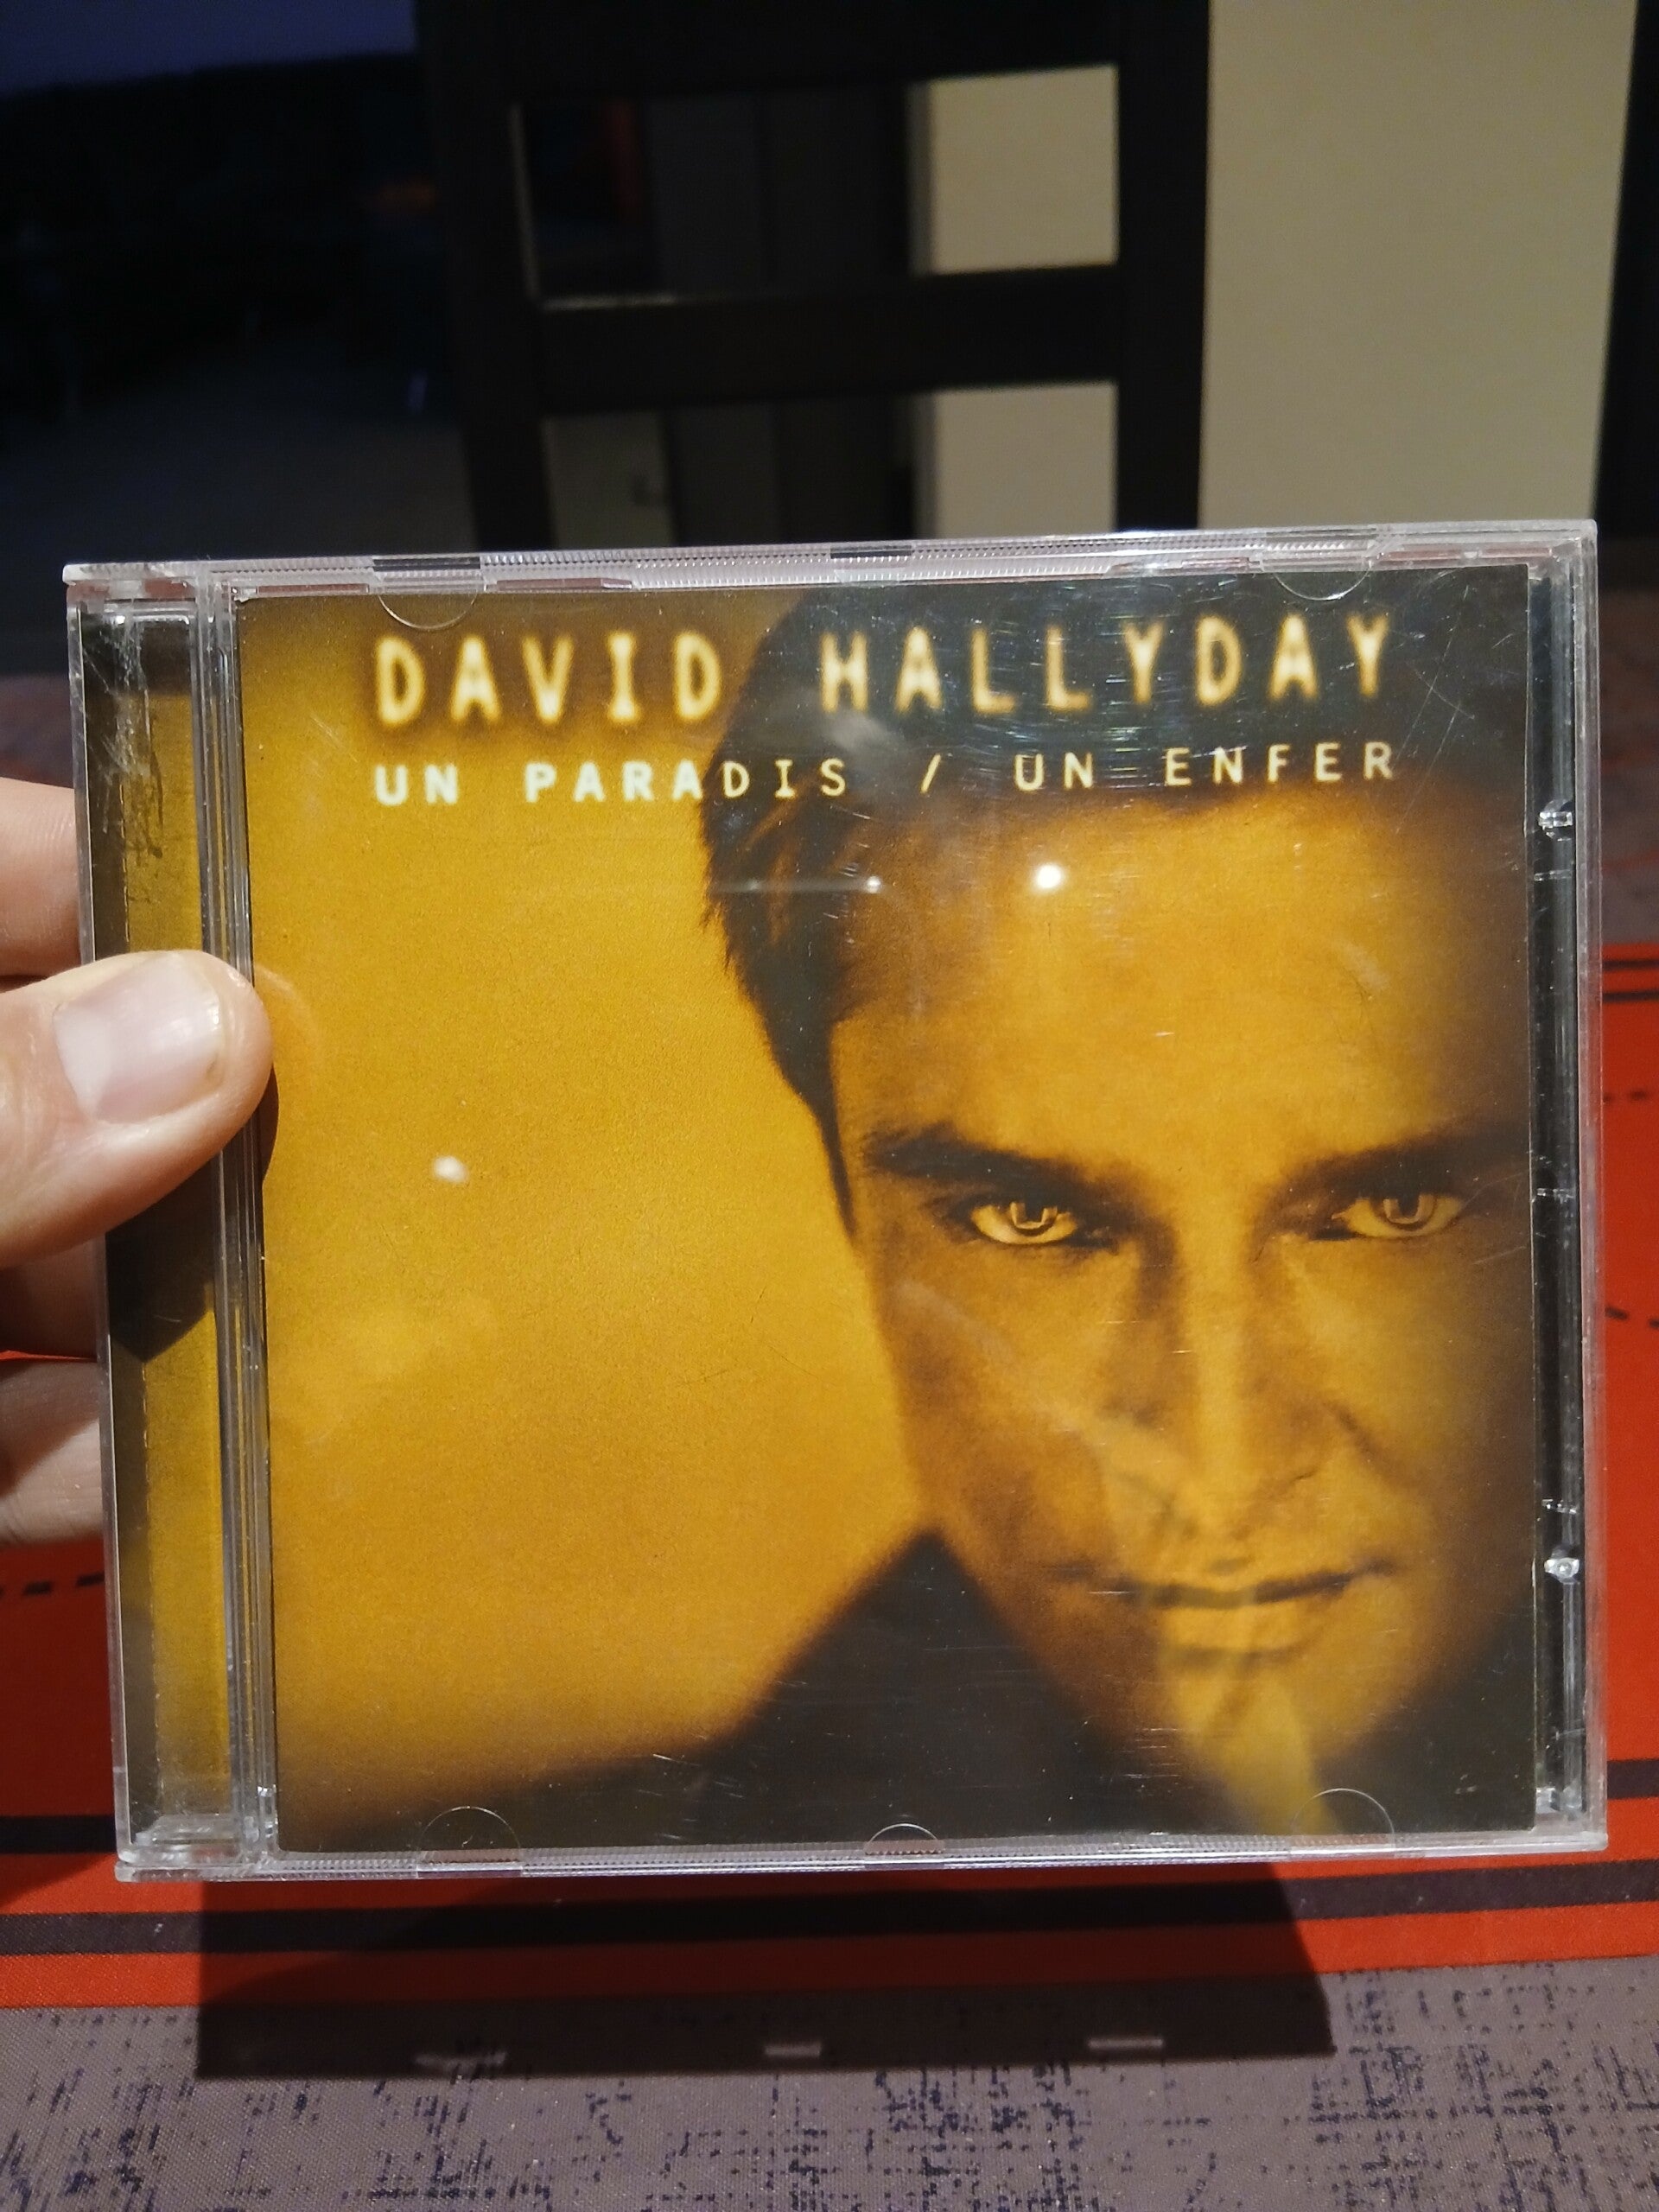 DAVID HALLYDAY
UN PARADIS / UN ENFER